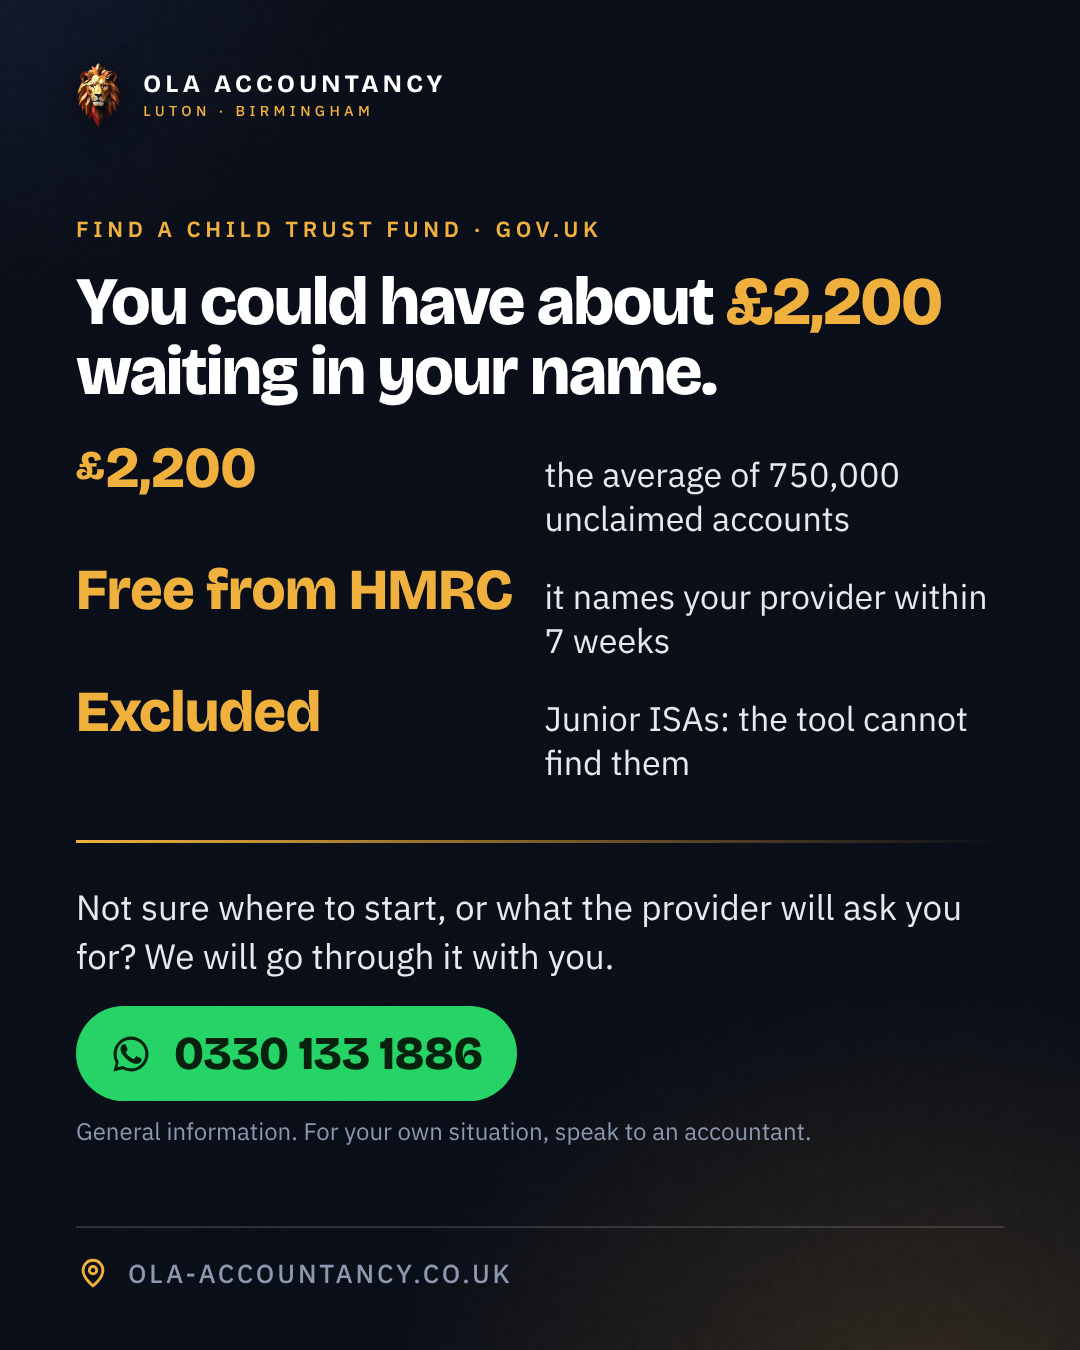 OLA ACCOUNTANCY
LUTON · BIRMINGHAM
FIND A CHILD TRUST FUND · GOV.UK
You could have about £2,200
waiting in your name.
£2,200
the average of 750,000
unclaimed accounts
Free from HMRC
it names your provider within
7 weeks
Excluded
Junior ISAs: the tool cannot
find them
Not sure where to start, or what the provider will ask you
for? We will go through it with you.
0330 133 1886
General information. For your own situation, speak to an accountant.
OLA-ACCOUNTANCY.CO.UK